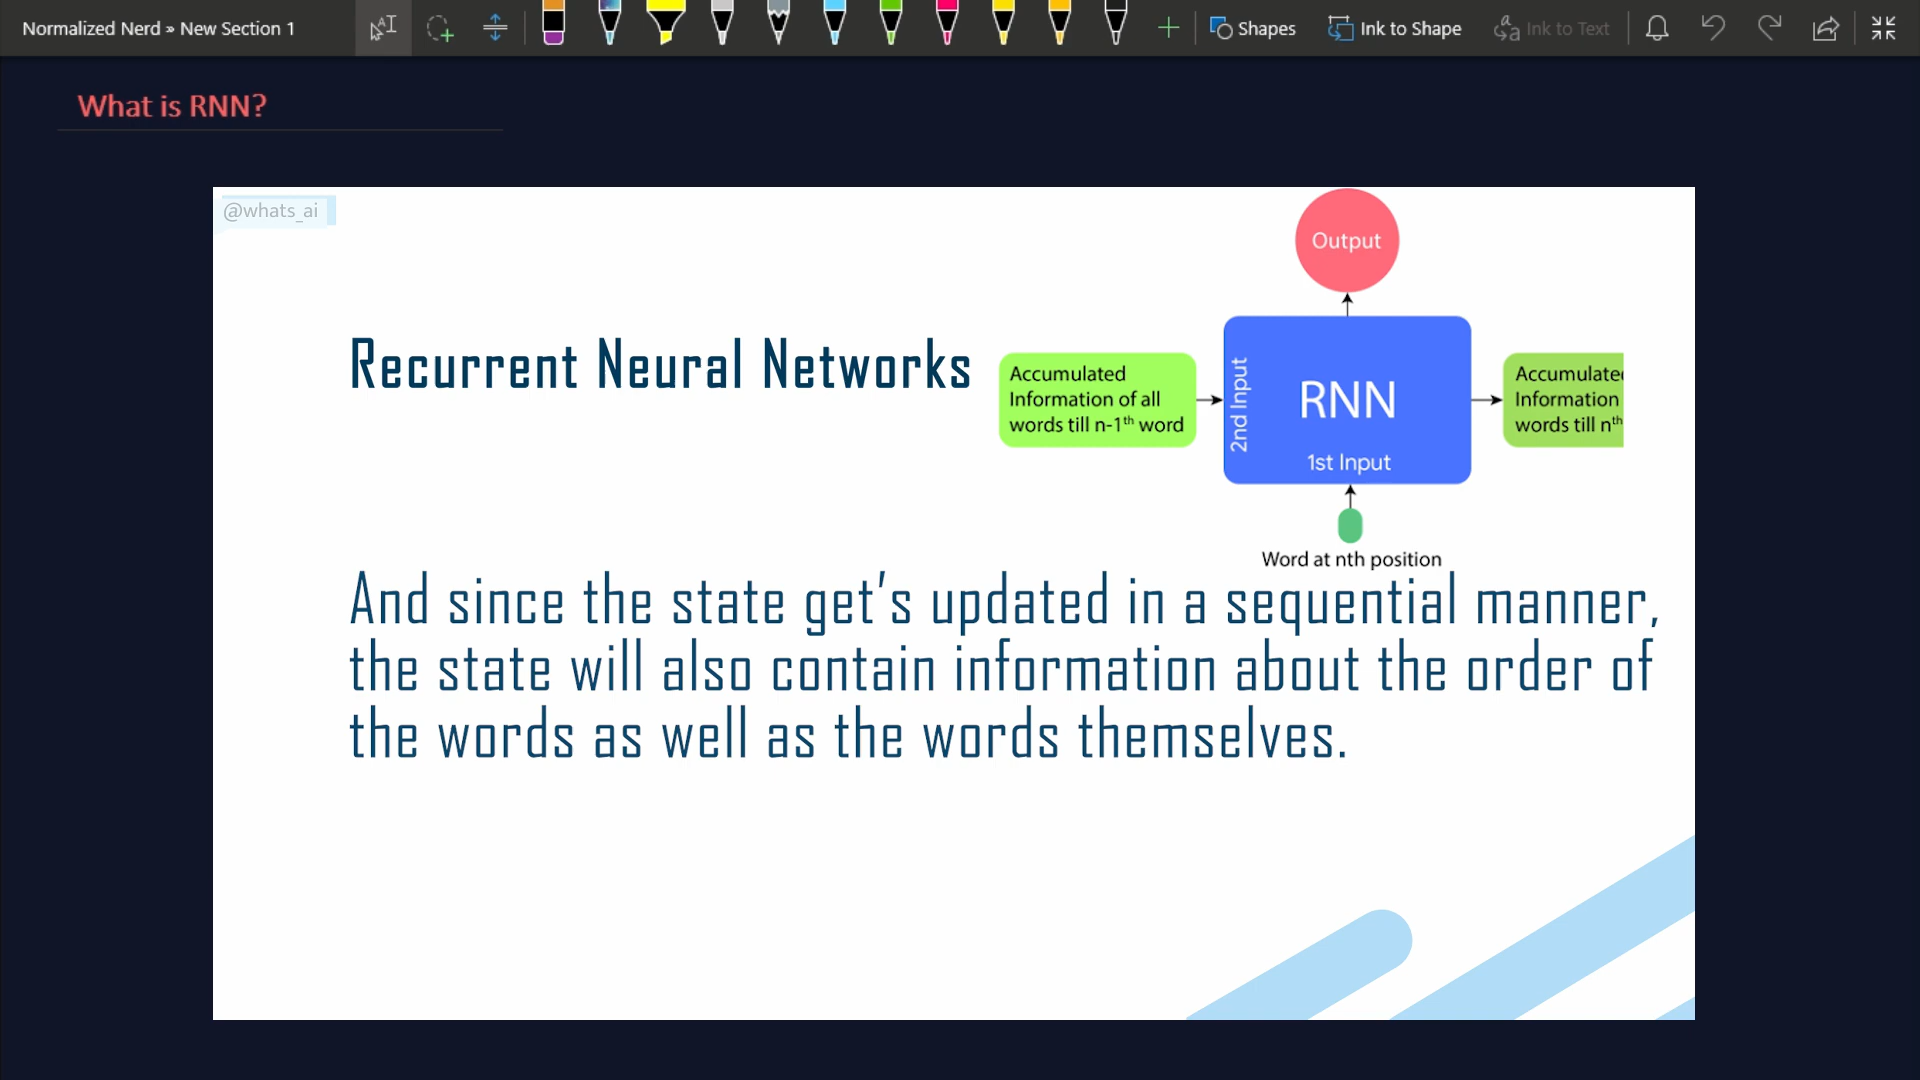 Normalized Nerd » New Section 1
Shapes
Ink to Shape
Ink to Text
What is RNN?
@whats_ai
Output
Recurrent Neural Networks
Accumulated
Information of all
words till n-1th word
2nd Input
RNN
1st Input
Accumulated
Information
words till nth
Word at nth position
And since the state get's updated in a sequential manner,
the state will also contain information about the order of
the words as well as the words themselves.